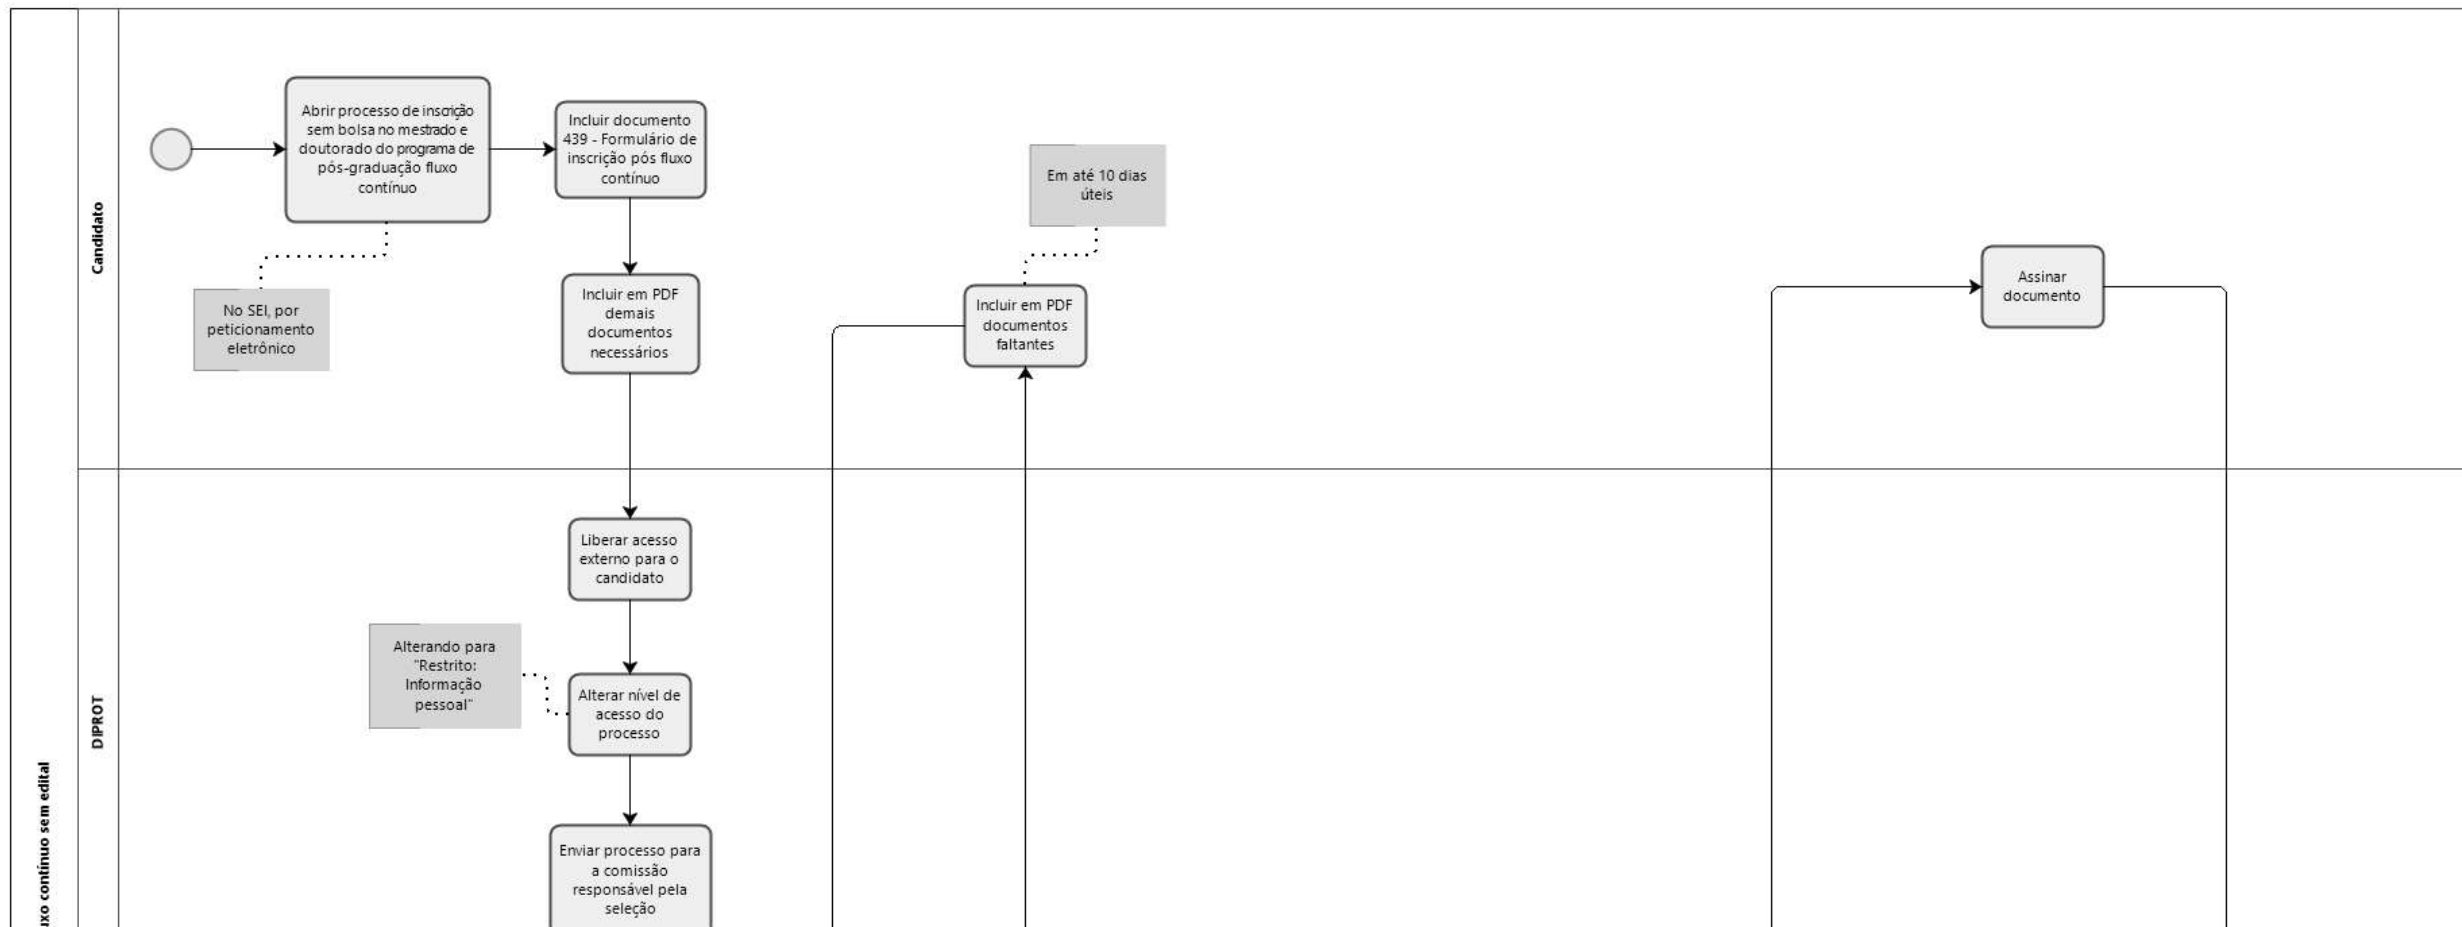 Candidato
Abrir processo de inscrição
sem bolsa no mestrado e
doutorado do programa de
pós-graduação fluxo
contínuo
Incluir documento
439 - Formulário de
inscrição pós fluxo
contínuo
No SEI, por
peticionamento
eletrônico
Incluir em PDF
demais
documentos
necessários
Em até 10 dias
úteis
Incluir em PDF
documentos
faltantes
Assinar
documento
DIPROT
Liberar acesso
externo para o
candidato
Alterando para
"Restrito:
Informação
pessoal"
Alterar nível de
acesso do
processo
Enviar processo para
a comissão
responsável pela
seleção
contínuo sem edital